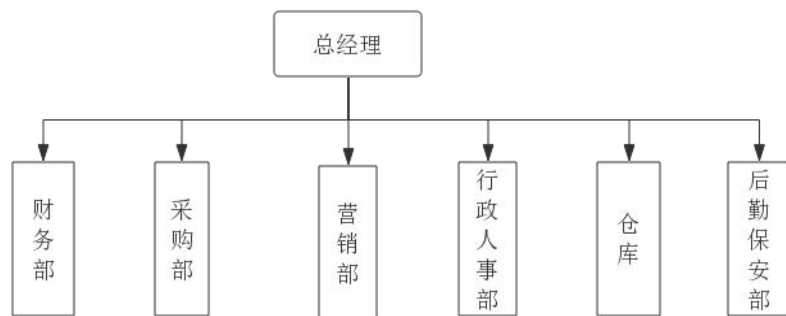 总经理
财务部
采购部
营销部
行政人事部
仓库
后勤保安部